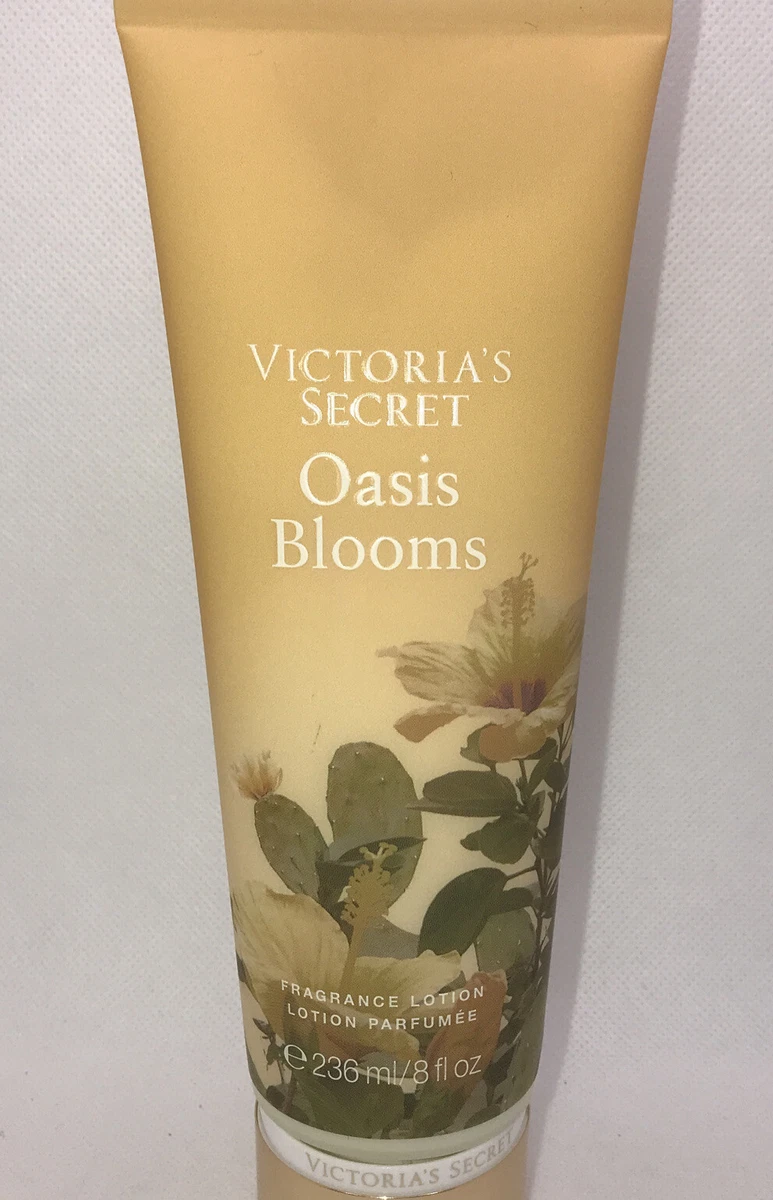 VICTORIA'S
SECRET
Oasis
Blooms
FRAGRANCE LOTION
LOTION PARFUMÉE
℮ 236 ml/8 fl oz
VICTORIA'S SECRET